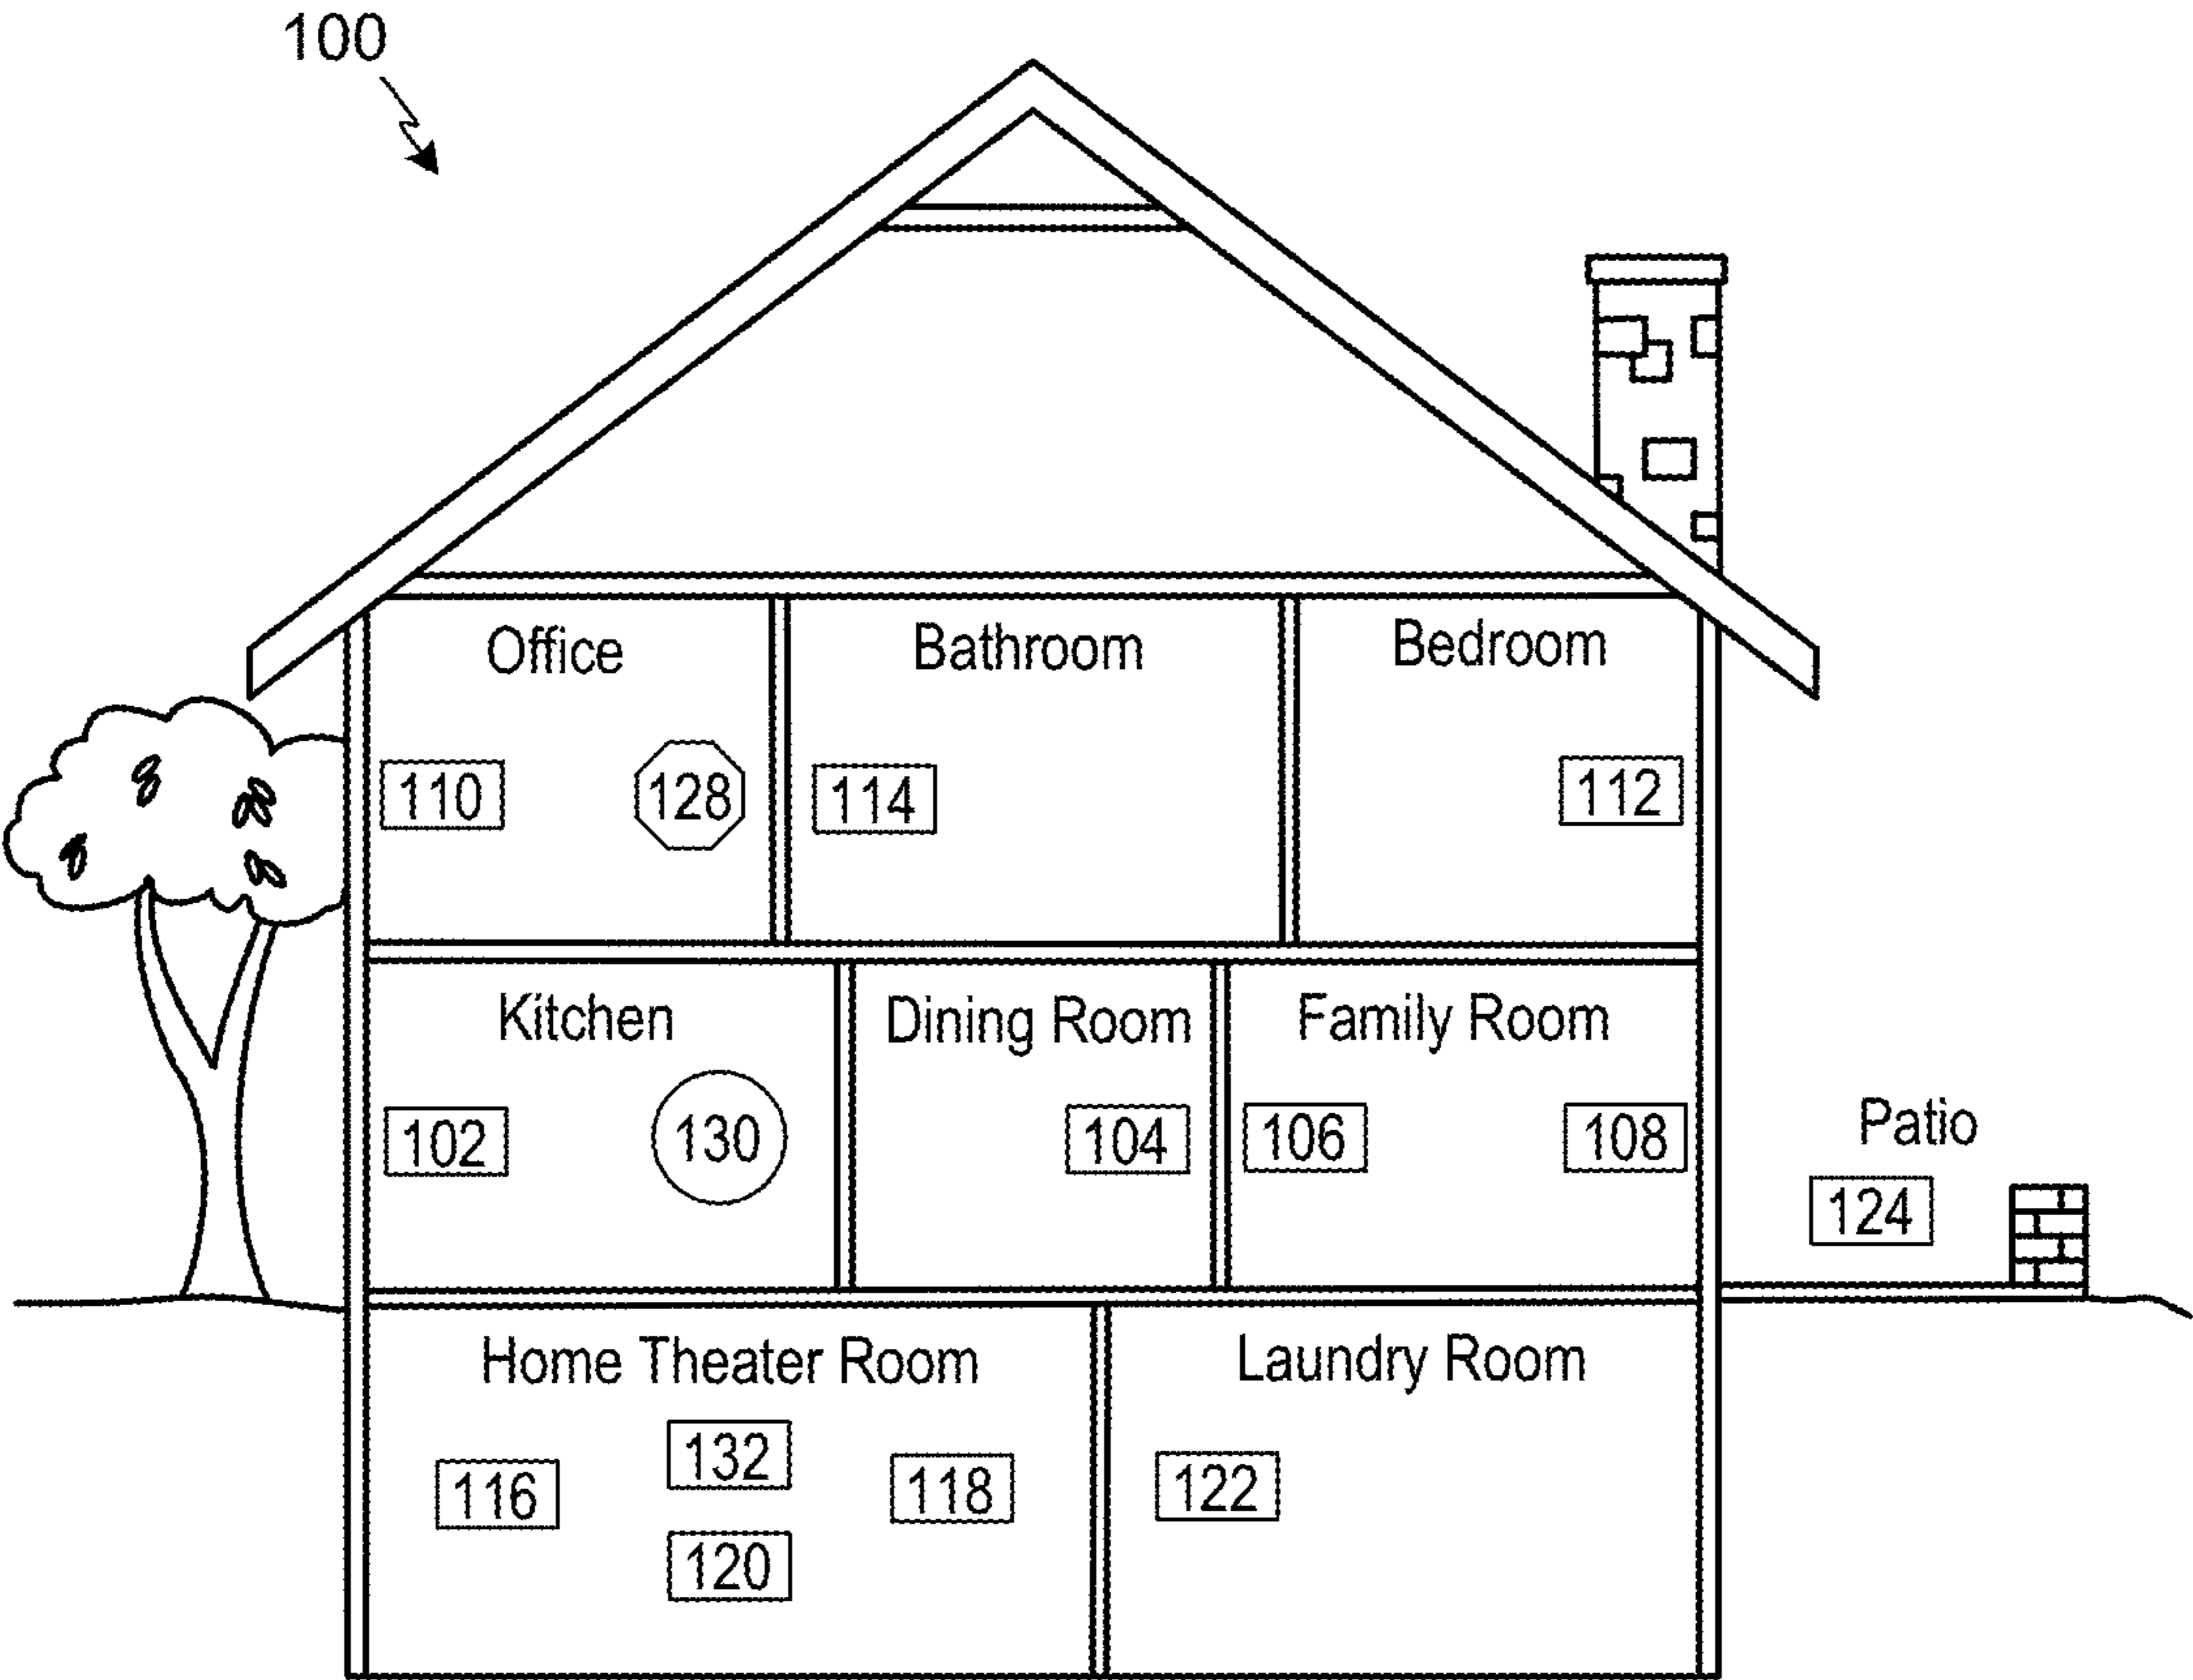 100
Office
Bathroom
Bedroom
110
128
114
112
Kitchen
Dining Room
Family Room
102
130
104
106
108
Patio
124
Home Theater Room
Laundry Room
116
132
118
122
120